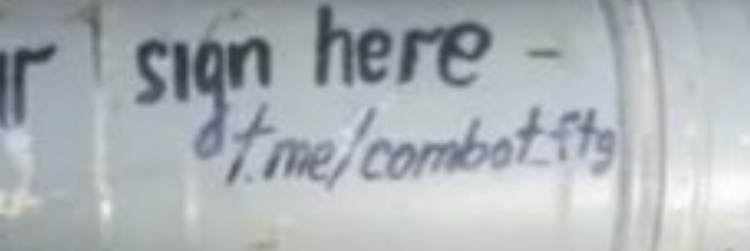 sign here -
t.me/combot_ftg